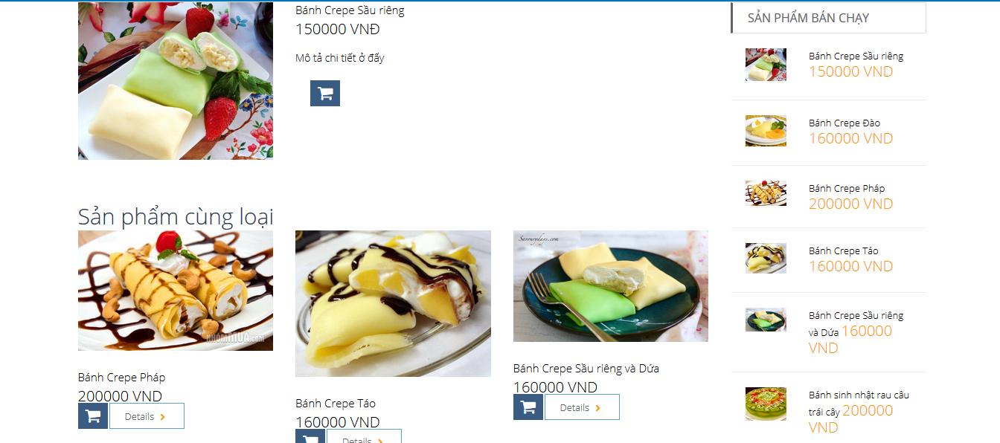 Bánh Crepe Sầu riêng
150000 VNĐ
Mô tả chi tiết ở đấy
Sản phẩm cùng loại
NHOMMUA.com
Bánh Crepe Pháp
200000 VND
Details
Bánh Crepe Táo
160000 VND
Details
Savourydays.com
Bánh Crepe Sầu riêng và Dứa
160000 VND
Details
SẢN PHẨM BÁN CHẠY
Bánh Crepe Sầu riêng
150000 VND
Bánh Crepe Đào
160000 VND
Bánh Crepe Pháp
200000 VND
Bánh Crepe Táo
160000 VND
Bánh Crepe Sầu riêng
và Dứa 160000
VND
Bánh sinh nhật rau câu
trái cây 200000
VND